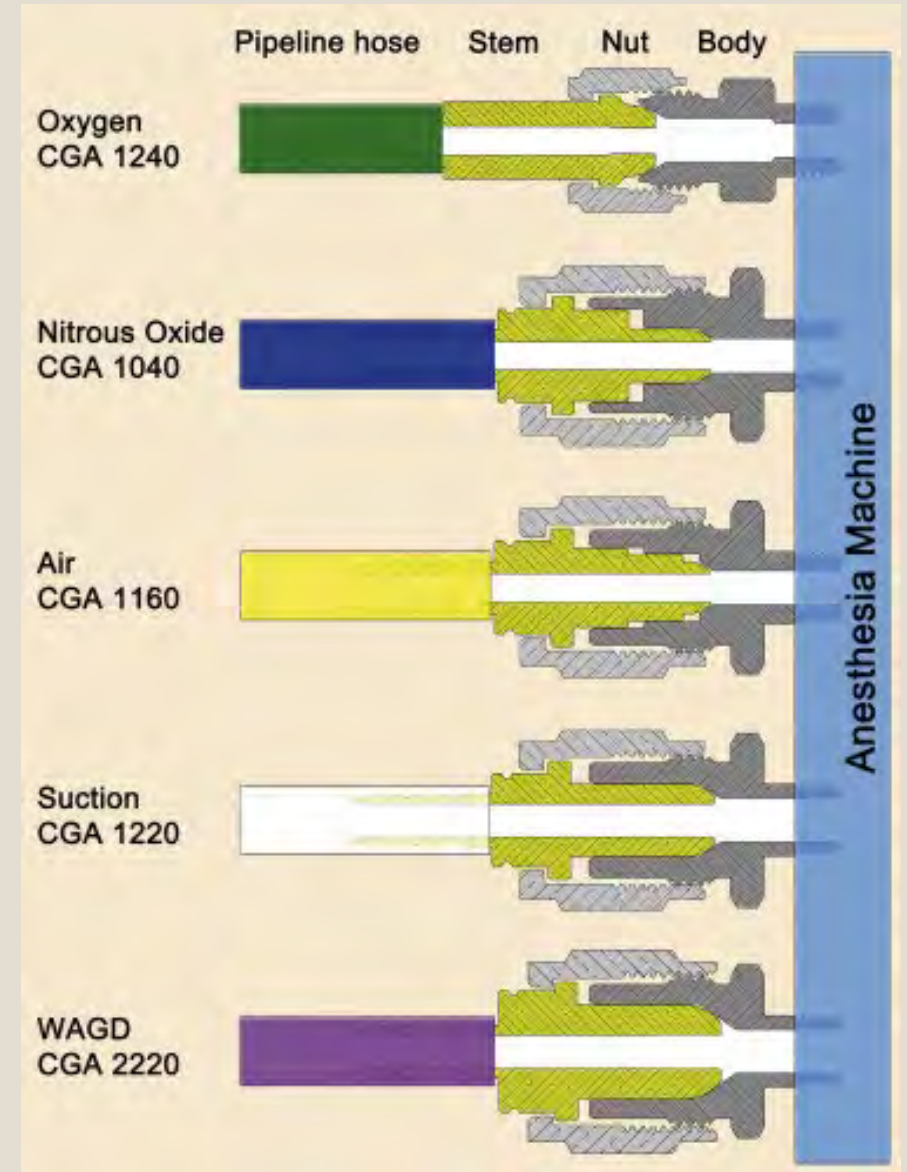 Pipeline hose Stem Nut Body
Oxygen
CGA 1240
Nitrous Oxide
CGA 1040
Air
CGA 1160
Suction
CGA 1220
WAGD
CGA 2220
Anesthesia Machine